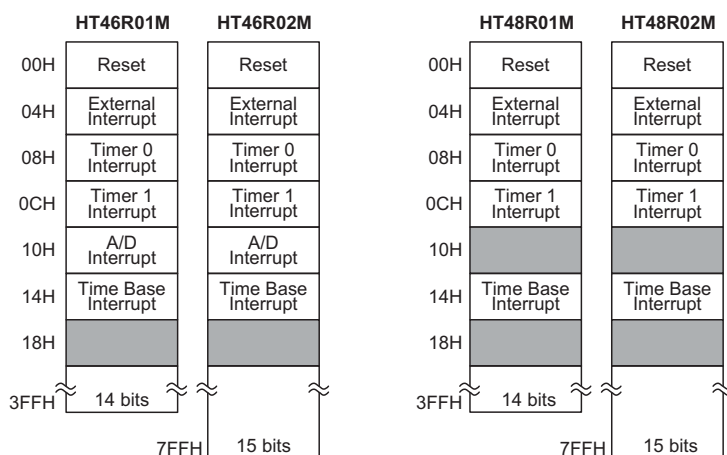 HT46R01M HT46R02M HT48R01M HT48R02M
00H Reset Reset 00H Reset Reset
04H External Interrupt External Interrupt 04H External Interrupt External Interrupt
08H Timer 0 Interrupt Timer 0 Interrupt 08H Timer 0 Interrupt Timer 0 Interrupt
0CH Timer 1 Interrupt Timer 1 Interrupt 0CH Timer 1 Interrupt Timer 1 Interrupt
10H A/D Interrupt A/D Interrupt 10H
14H Time Base Interrupt Time Base Interrupt 14H Time Base Interrupt Time Base Interrupt
18H 18H
3FFH 14 bits 3FFH 14 bits
7FFH 15 bits 7FFH 15 bits